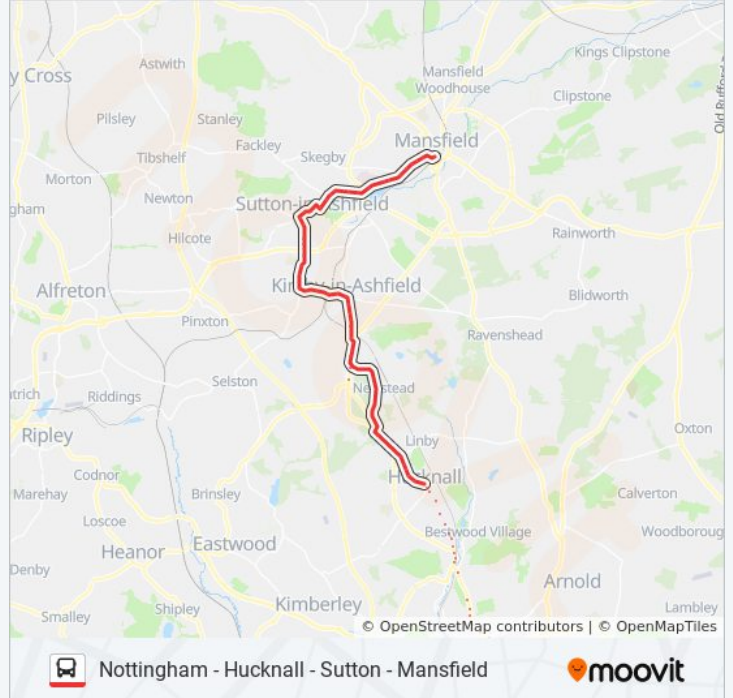 Kings Clipstone
y Cross
Astwith
Mansfield
Woodhouse
Clipstone
Pilsley
Stanley
Mansfield
Fackley
Skegby
Tibshelf
Morton
Newton
Sutton-in-Ashfield
gham
Rainworth
Hilcote
Kirkby-in-Ashfield
Alfreton
Blidworth
Pinxton
Ravenshead
Selston
Newstead
trich
Riddings
Oxton
Ripley
Linby
Hucknall
Codnor
Marehay
Brinsley
Calverton
Loscoe
Bestwood Village
Woodboroug
Heanor
Eastwood
Denby
Arnold
Kimberley
Shipley
Lambley
Smalley
© OpenStreetMap contributors | © OpenMapTiles
Nottingham - Hucknall - Sutton - Mansfield
moovit